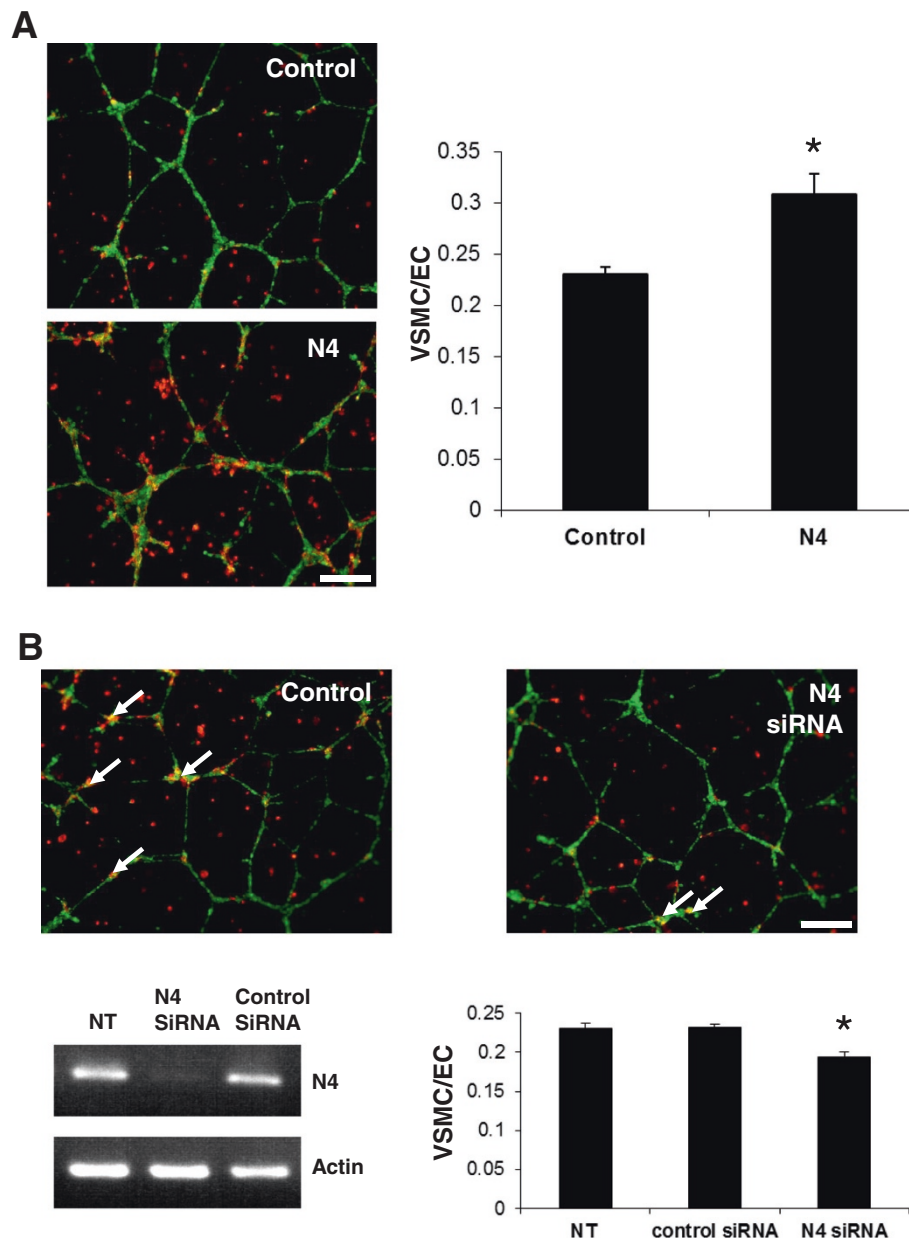 A
Control
N4
VSMC/EC
0.35
0.3
0.25
0.2
0.15
0.1
0.05
0
*
Control
N4
B
Control
N4
siRNA
NT
N4
SiRNA
Control
SiRNA
N4
Actin
VSMC/EC
0.25
0.2
0.15
0.1
0.05
0
*
NT
control siRNA
N4 siRNA